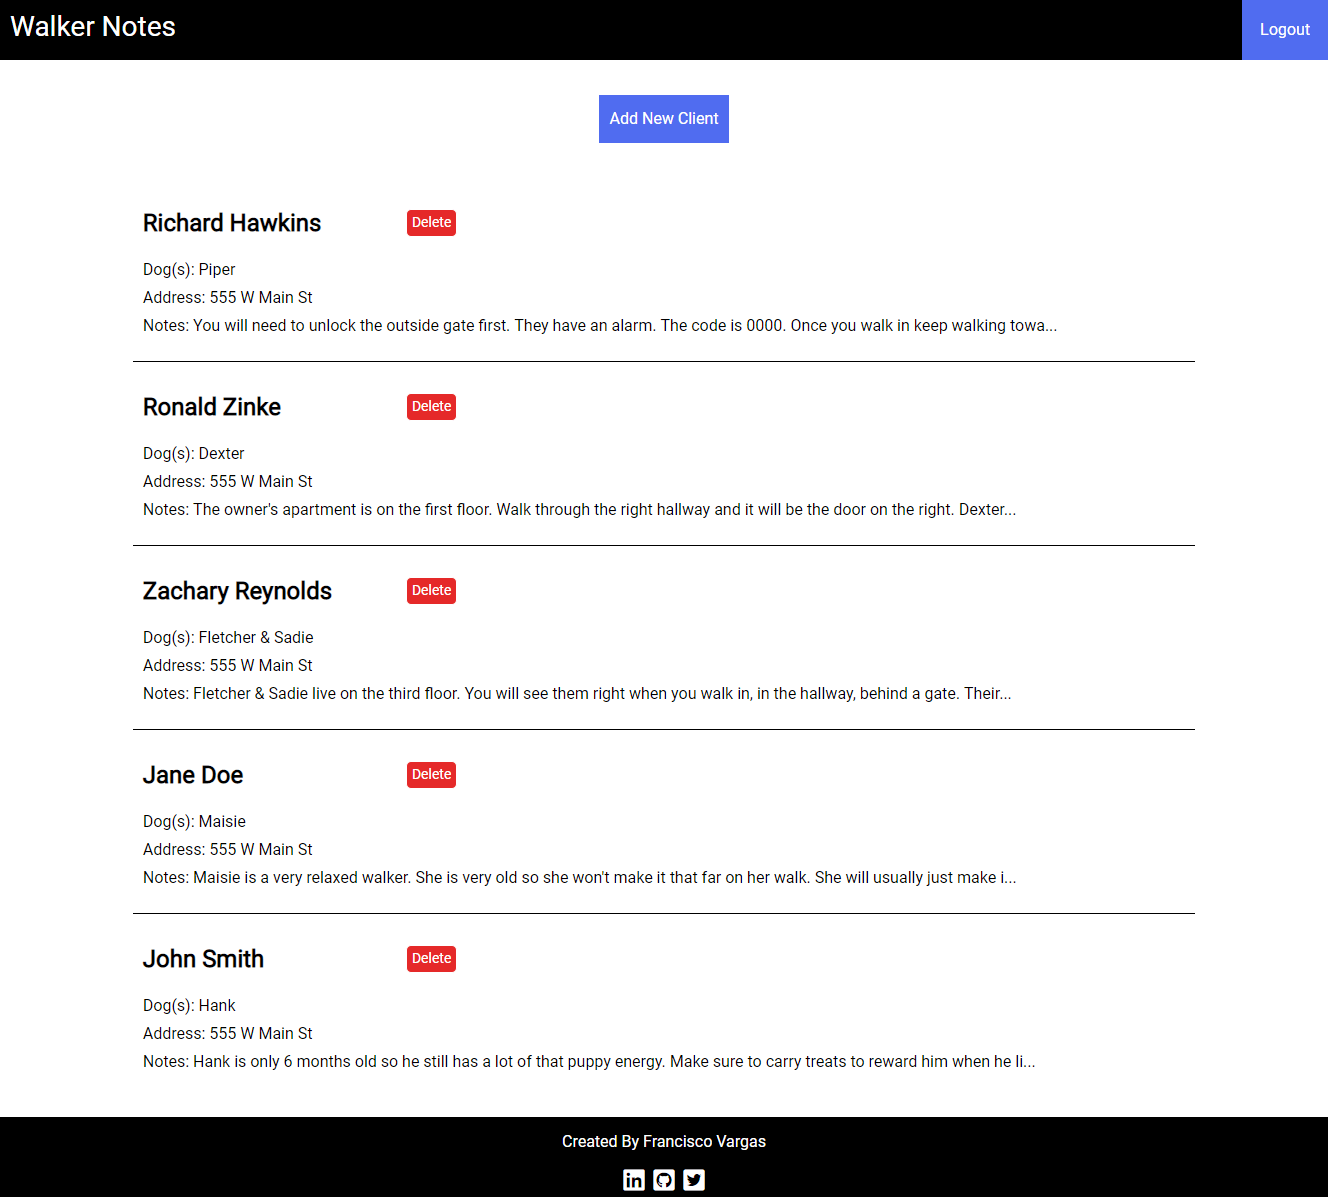 Walker Notes
Logout
Add New Client
Richard Hawkins
Delete
Dog(s): Piper
Address: 555 W Main St
Notes: You will need to unlock the outside gate first. They have an alarm. The code is 0000. Once you walk in keep walking towa...
Ronald Zinke
Delete
Dog(s): Dexter
Address: 555 W Main St
Notes: The owner's apartment is on the first floor. Walk through the right hallway and it will be the door on the right. Dexter...
Zachary Reynolds
Delete
Dog(s): Fletcher & Sadie
Address: 555 W Main St
Notes: Fletcher & Sadie live on the third floor. You will see them right when you walk in, in the hallway, behind a gate. Their...
Jane Doe
Delete
Dog(s): Maisie
Address: 555 W Main St
Notes: Maisie is a very relaxed walker. She is very old so she won't make it that far on her walk. She will usually just make i...
John Smith
Delete
Dog(s): Hank
Address: 555 W Main St
Notes: Hank is only 6 months old so he still has a lot of that puppy energy. Make sure to carry treats to reward him when he li...
Created By Francisco Vargas